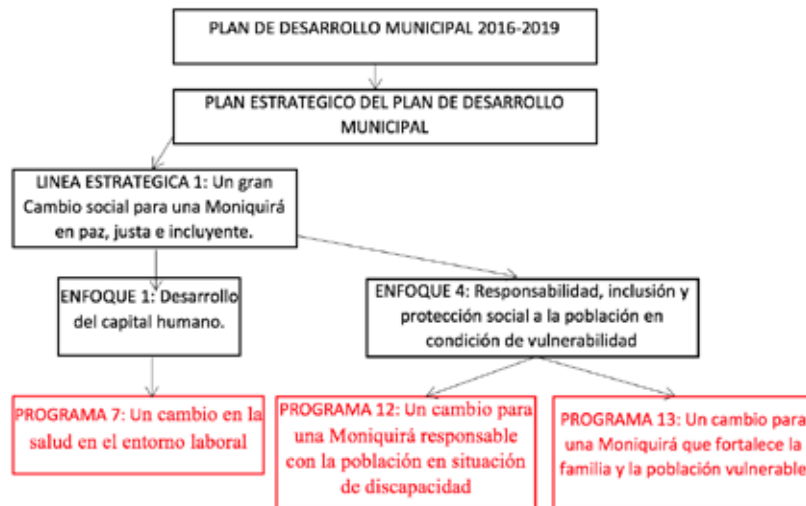 PLAN DE DESARROLLO MUNICIPAL 2016-2019
PLAN ESTRATEGICO DEL PLAN DE DESARROLLO
MUNICIPAL
LINEA ESTRATEGICA 1: Un gran
Cambio social para una Moniquirá
en paz, justa e incluyente.
ENFOQUE 1: Desarrollo
del capital humano.
ENFOQUE 4: Responsabilidad, inclusión y
protección social a la población en
condición de vulnerabilidad
PROGRAMA 7: Un cambio en la
salud en el entorno laboral
PROGRAMA 12: Un cambio para
una Moniquirá responsable
con la población en situación
de discapacidad
PROGRAMA 13: Un cambio para
una Moniquirá que fortalece la
familia y la población vulnerable